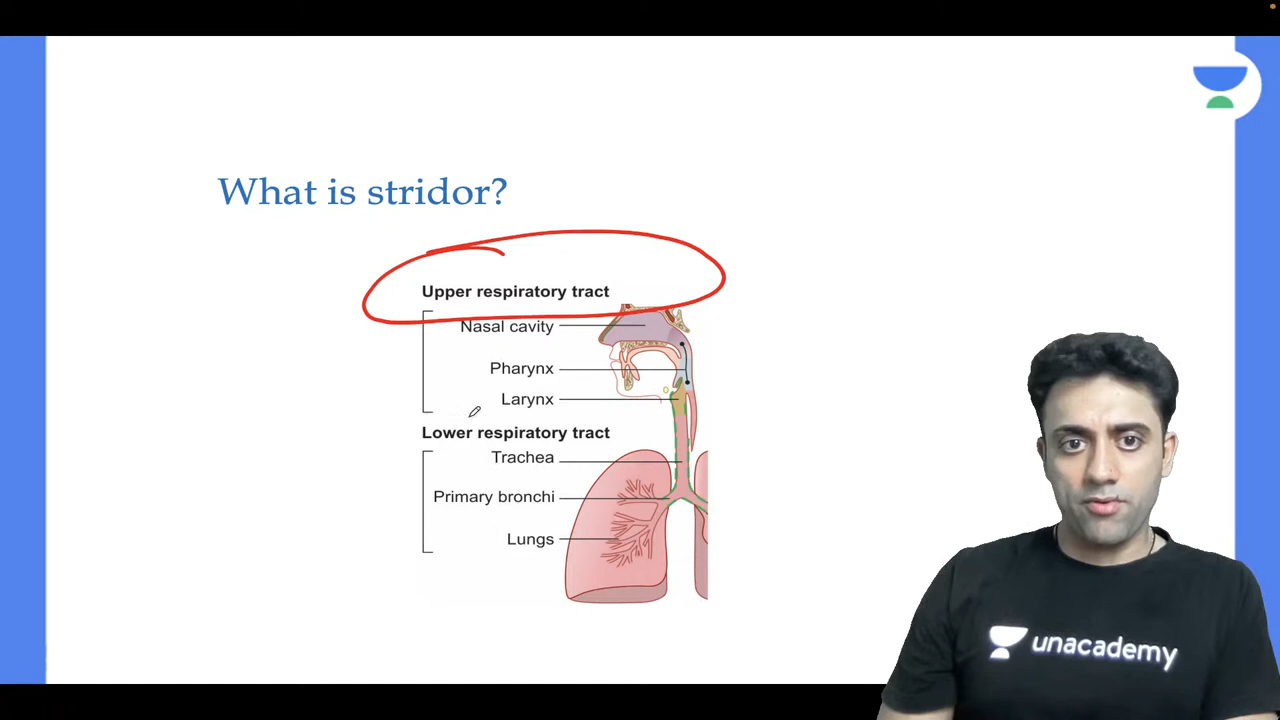 What is stridor?
Upper respiratory tract
Nasal cavity
Pharynx
Larynx
Lower respiratory tract
Trachea
Primary bronchi
Lungs
unacademy